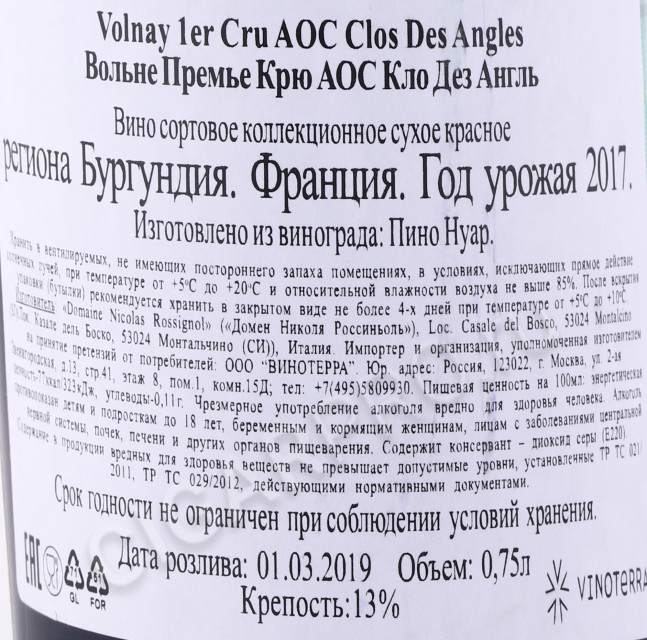 Volnay 1er Cru AOC Clos Des Angles
Вольне Премье Крю АОС Кло Дез Англь
Вино сортовое коллекционное сухое красное
региона Бургундия. Франция. Год урожая 2017.
Изготовлено из винограда: Пино Нуар.
Хранить в вентилируемых, не имеющих постороннего запаха помещениях, в условиях, исключающих прямое действие
солнечных лучей, при температуре от +5°С до +20°С и относительной влажности воздуха не выше 85%. После вскрытия
упаковки (бутылки) рекомендуется хранить в закрытом виде не более 4-х дней при температуре от +5°С до +10°С.
Изготовитель: «Domaine Nicolas Rossignol» («Домен Николя Россиньоль»), Loc. Casale del Bosco, 53024 Montalcino
Казале дель Боско, 53024 Монтальчино (СИ)), Италия. Импортер и организация, уполномоченная изготовителем
на принятие претензий от потребителей: ООО "ВИНОТЕРРА". Юр. адрес: Россия, 123022, г. Москва, ул. 2-ая
Звенигородская, д.13, стр.41, этаж 8, пом.1, комн.15Д; тел: +7(495)5809930. Пищевая ценность на 100мл: энергетическая
ценность-77ккал/323кДж, углеводы-0,11г. Чрезмерное употребление алкоголя вредно для здоровья человека. Алкоголь
противопоказан детям и подросткам до 18 лет, беременным и кормящим женщинам, лицам с заболеваниями центральной
нервной системы, почек, печени и других органов пищеварения. Содержит консервант – диоксид серы (Е220).
Содержание в продукции вредных для здоровья веществ не превышает допустимые уровни, установленные ТР ТС 021/
2011, ТР ТС 029/2012, действующими нормативными документами.
Срок годности не ограничен при соблюдении условий хранения.
EAC
GL
51
FOR
Дата розлива: 01.03.2019 Объем: 0,75л
Крепость:13%
VINOTERRA